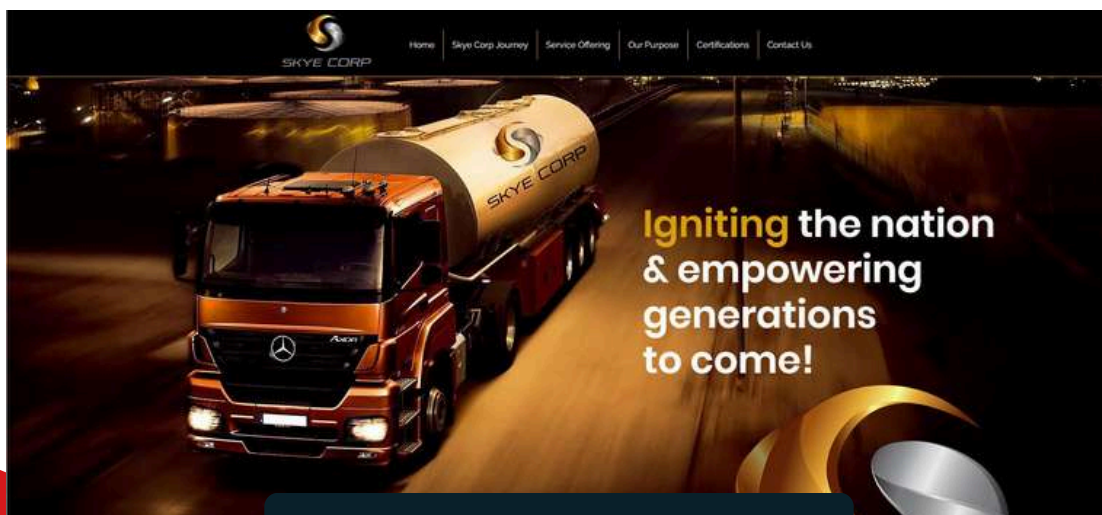 SKYE CORP
Home
Skye Corp Journey
Service Offering
Our Purpose
Certifications
Contact Us
SKYE CORP
Igniting the nation
& empowering
generations
to come!
Axor